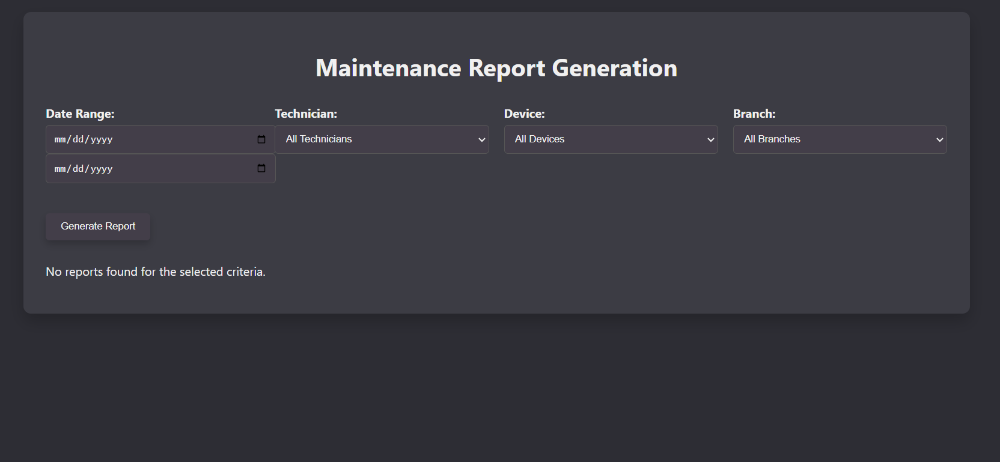 Maintenance Report Generation
Date Range:
mm/dd/yyyy
mm/dd/yyyy
Technician:
All Technicians
Device:
All Devices
Branch:
All Branches
Generate Report
No reports found for the selected criteria.